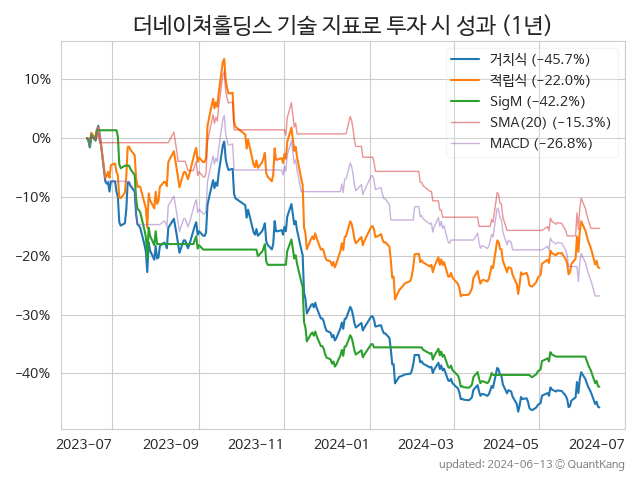 더네이쳐홀딩스 기술 지표로 투자 시 성과 (1년)
거치식 (−45.7%)
적립식 (−22.0%)
SigM (−42.2%)
SMA(20) (−15.3%)
MACD (−26.8%)
10%
0%
−10%
−20%
−30%
−40%
2023−07 2023−09 2023−11 2024−01 2024−03 2024−05 2024−07
updated: 2024-06-13 ⓒ QuantKang